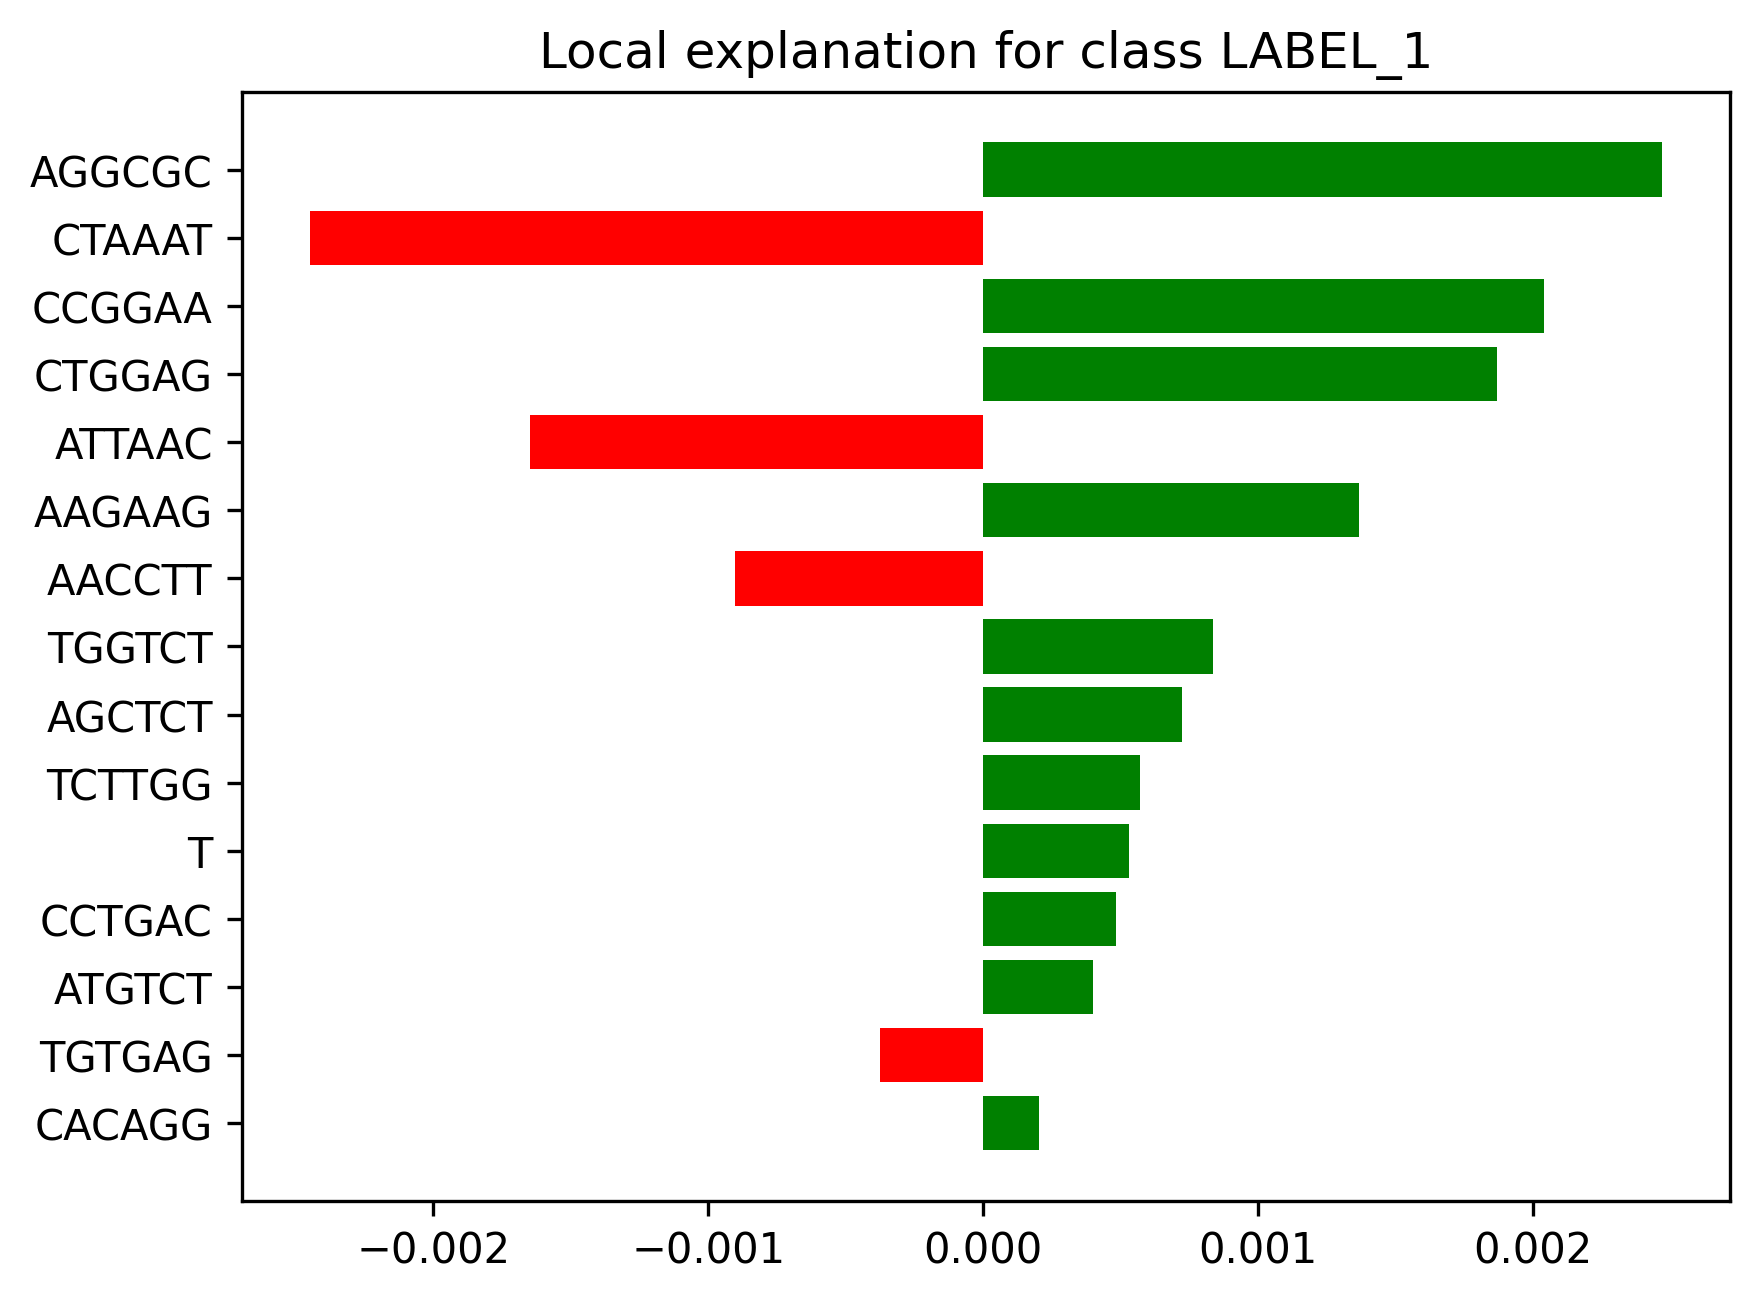 Local explanation for class LABEL_1
AGGCGC
CTAAAT
CCGGAA
CTGGAG
ATTAAC
AAGAAG
AACCTT
TGGTCT
AGCTCT
TCTTGG
T
CCTGAC
ATGTCT
TGTGAG
CACAGG
−0.002 −0.001 0.000 0.001 0.002